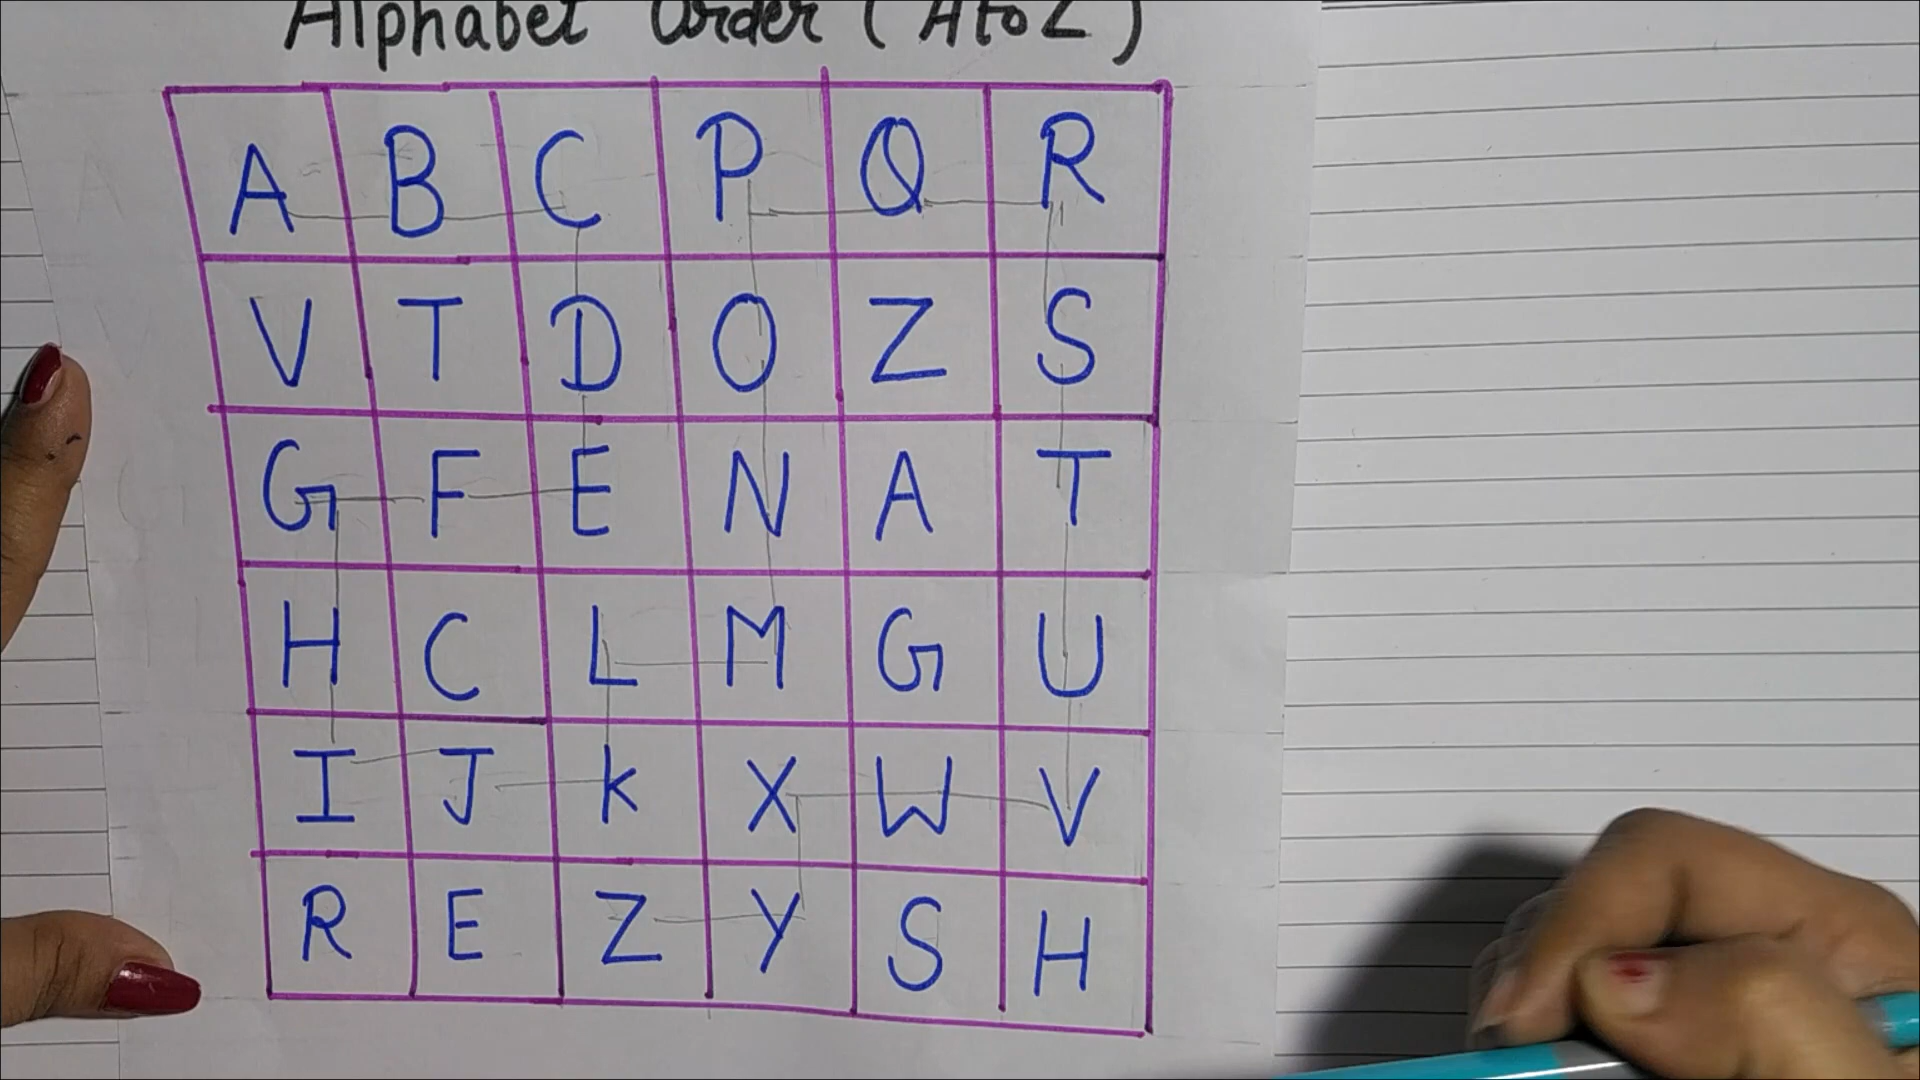 Alphabet Order (A to Z)
A B C P Q R
V T D O Z S
G F E N A T
H C L M G U
I J K X W V
R E Z Y S H